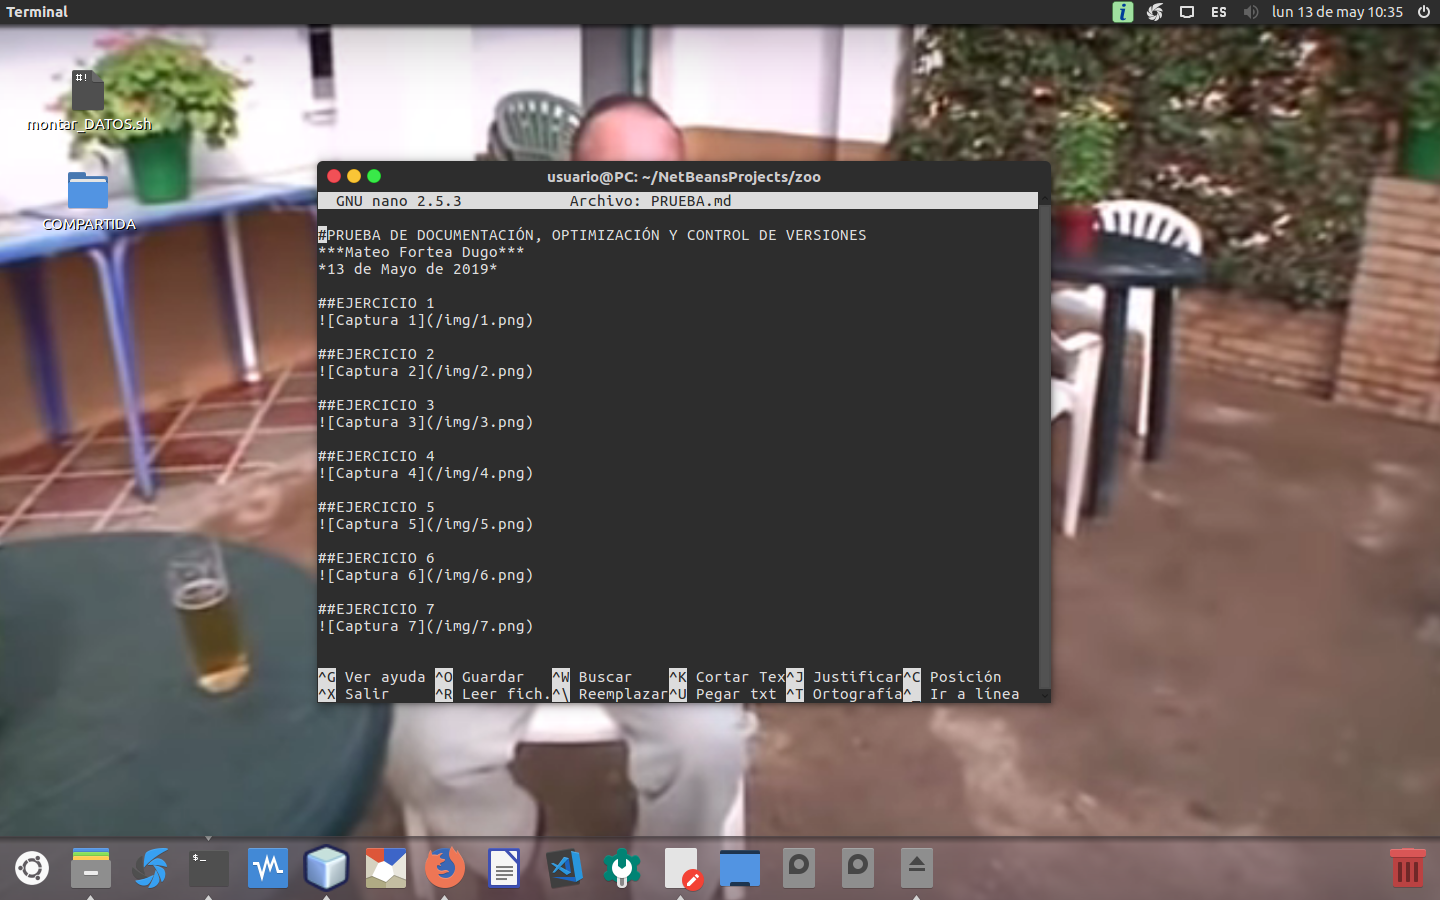 Terminal
ES
lun 13 de may 10:35
#!
montar_DATOS.sh
COMPARTIDA
usuario@PC: ~/NetBeansProjects/zoo
GNU nano 2.5.3 Archivo: PRUEBA.md
#PRUEBA DE DOCUMENTACIÓN, OPTIMIZACIÓN Y CONTROL DE VERSIONES
***Mateo Fortea Dugo***
*13 de Mayo de 2019*
##EJERCICIO 1
![Captura 1](/img/1.png)
##EJERCICIO 2
![Captura 2](/img/2.png)
##EJERCICIO 3
![Captura 3](/img/3.png)
##EJERCICIO 4
![Captura 4](/img/4.png)
##EJERCICIO 5
![Captura 5](/img/5.png)
##EJERCICIO 6
![Captura 6](/img/6.png)
##EJERCICIO 7
![Captura 7](/img/7.png)
^G Ver ayuda ^O Guardar ^W Buscar ^K Cortar Tex^J Justificar^C Posición
^X Salir ^R Leer fich.^\ Reemplazar^U Pegar txt ^T Ortografía^_ Ir a línea
$_